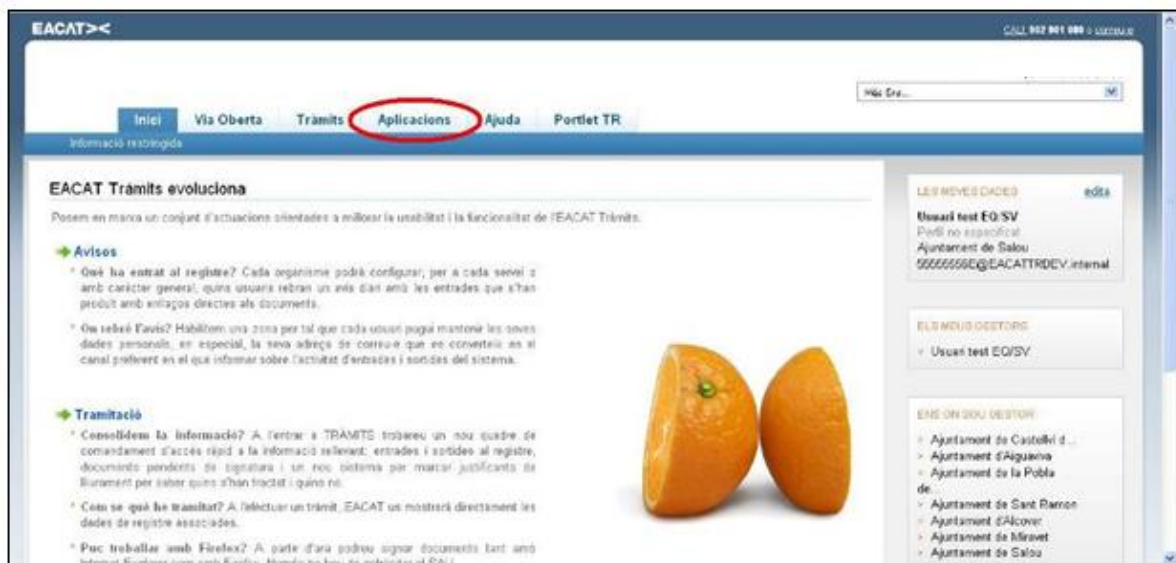 EACAT><
CAU: 902 901 080 o correu-e
Més Ens...
Inici Via Oberta Tràmits Aplicacions Ajuda Portlet TR
Informació restringida
EACAT Tràmits evoluciona
Posem en marxa un conjunt d'actuacions orientades a millorar la usabilitat i la funcionalitat de l'EACAT Tràmits.
Avisos
Què ha entrat al registre? Cada organisme podrà configurar, per a cada servei o
amb caràcter general, quins usuaris rebran un avís diari amb les entrades que s'han
produït amb enllaços directes als documents.
On rebré l'avís? Habilitem una zona per tal que cada usuari pugui mantenir les seves
dades personals, en especial, la seva adreça de correu-e que es converteix en el
canal preferent en el que informar sobre l'activitat d'entrades i sortides del sistema.
Tramitació
Consolidem la informació? A l'entrar a TRÀMITS trobareu un nou quadre de
comandament d'accés ràpid a la informació rellevant: entrades i sortides al registre,
documents pendents de signatura i un nou sistema per marcar justificants de
lliurament per saber quins s'han tractat i quins no.
Com se què he tramitat? A l'efectuar un tràmit, EACAT us mostrarà directament les
dades de registre associades.
Puc treballar amb Firefox? A partir d'ara podreu signar documents tant amb
LES MEVES DADES edita
Usuari test EQ/SV
Perfil no especificat
Ajuntament de Salou
@EACATTRDEV.internal
ELS MEUS GESTORS
Usuari test EQ/SV
ENS ON SOU GESTOR
Ajuntament de Castellví d...
Ajuntament d'Aiguaviva
Ajuntament de la Pobla
de...
Ajuntament de Sant Ramon
Ajuntament d'Alcover
Ajuntament de Miravet
Ajuntament de Salou